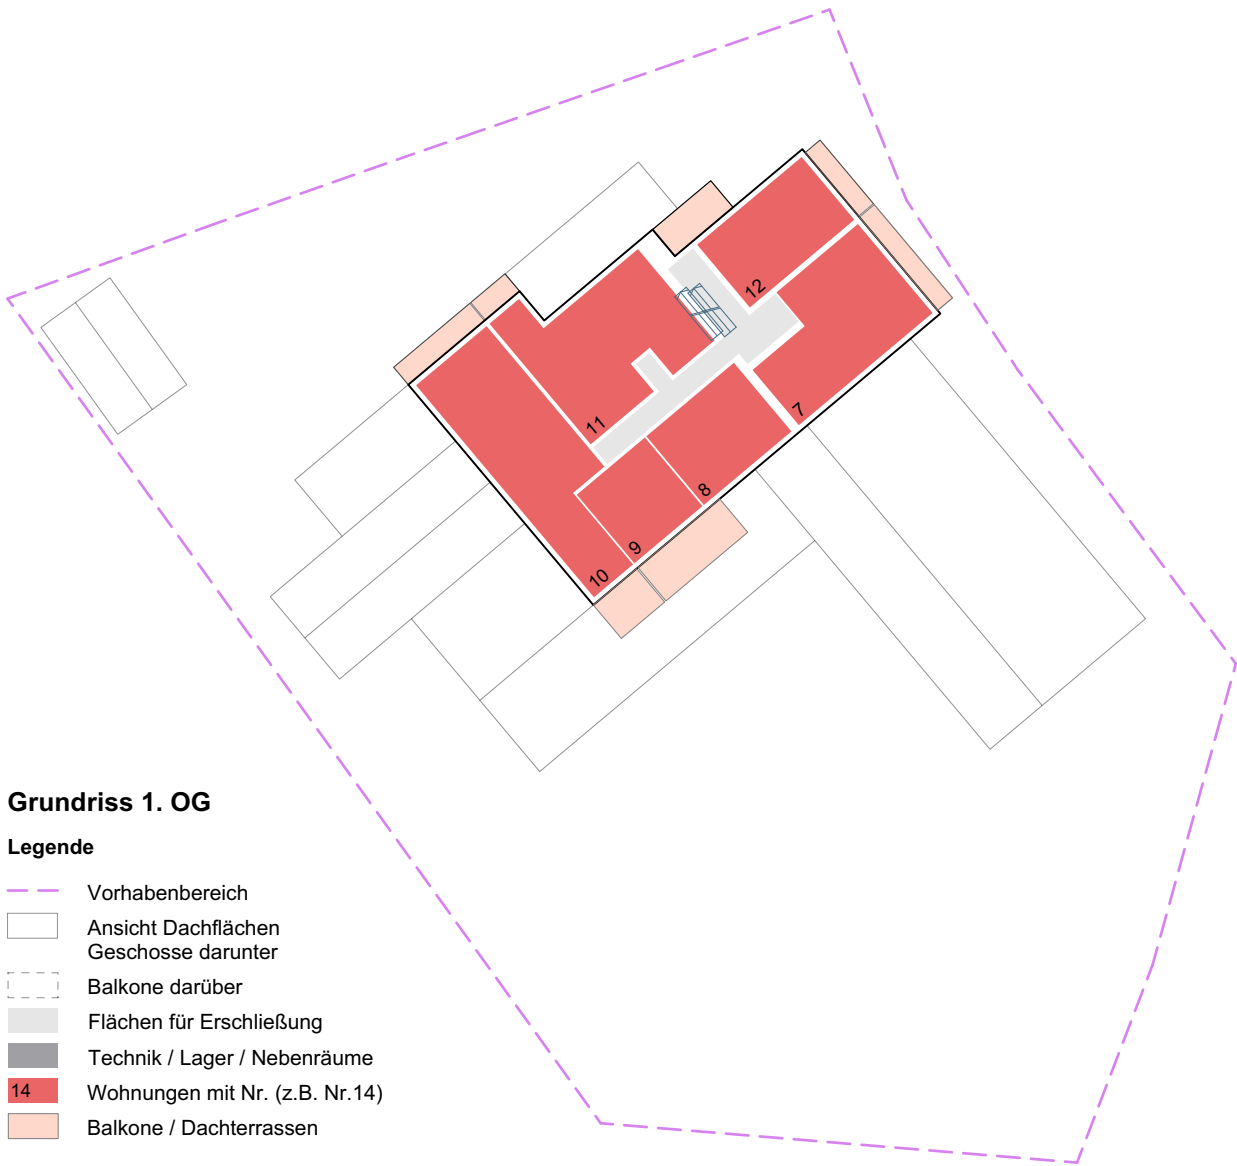 12
11
7
8
9
10
Grundriss 1. OG
Legende
Vorhabenbereich
Ansicht Dachflächen
Geschosse darunter
Balkone darüber
Flächen für Erschließung
Technik / Lager / Nebenräume
14 Wohnungen mit Nr. (z.B. Nr.14)
Balkone / Dachterrassen